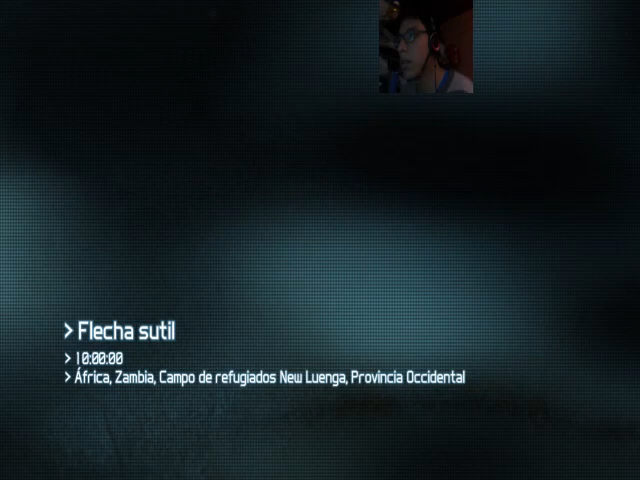 > Flecha sutil
> 10:00:00
> África, Zambia, Campo de refugiados New Luenga, Provincia Occidental